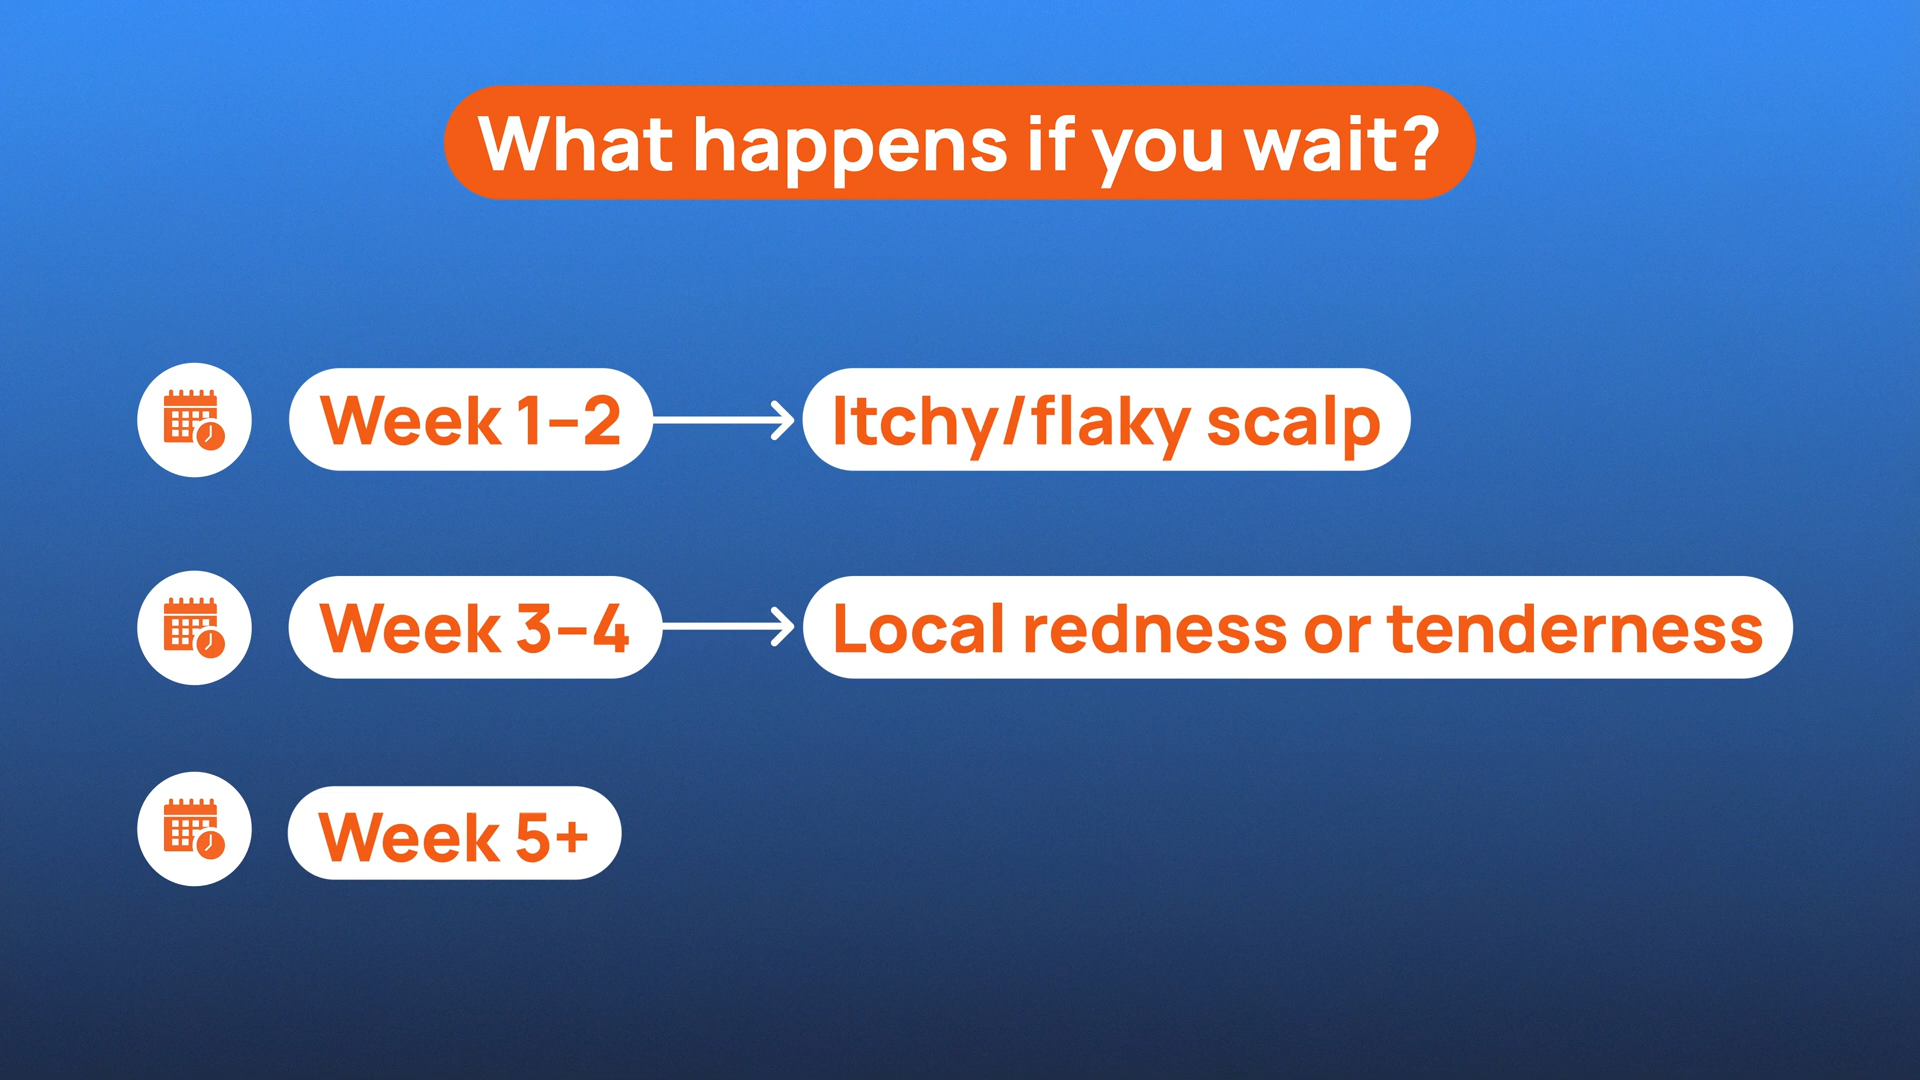 What happens if you wait?
Week 1–2 Itchy/flaky scalp
Week 3–4 Local redness or tenderness
Week 5+